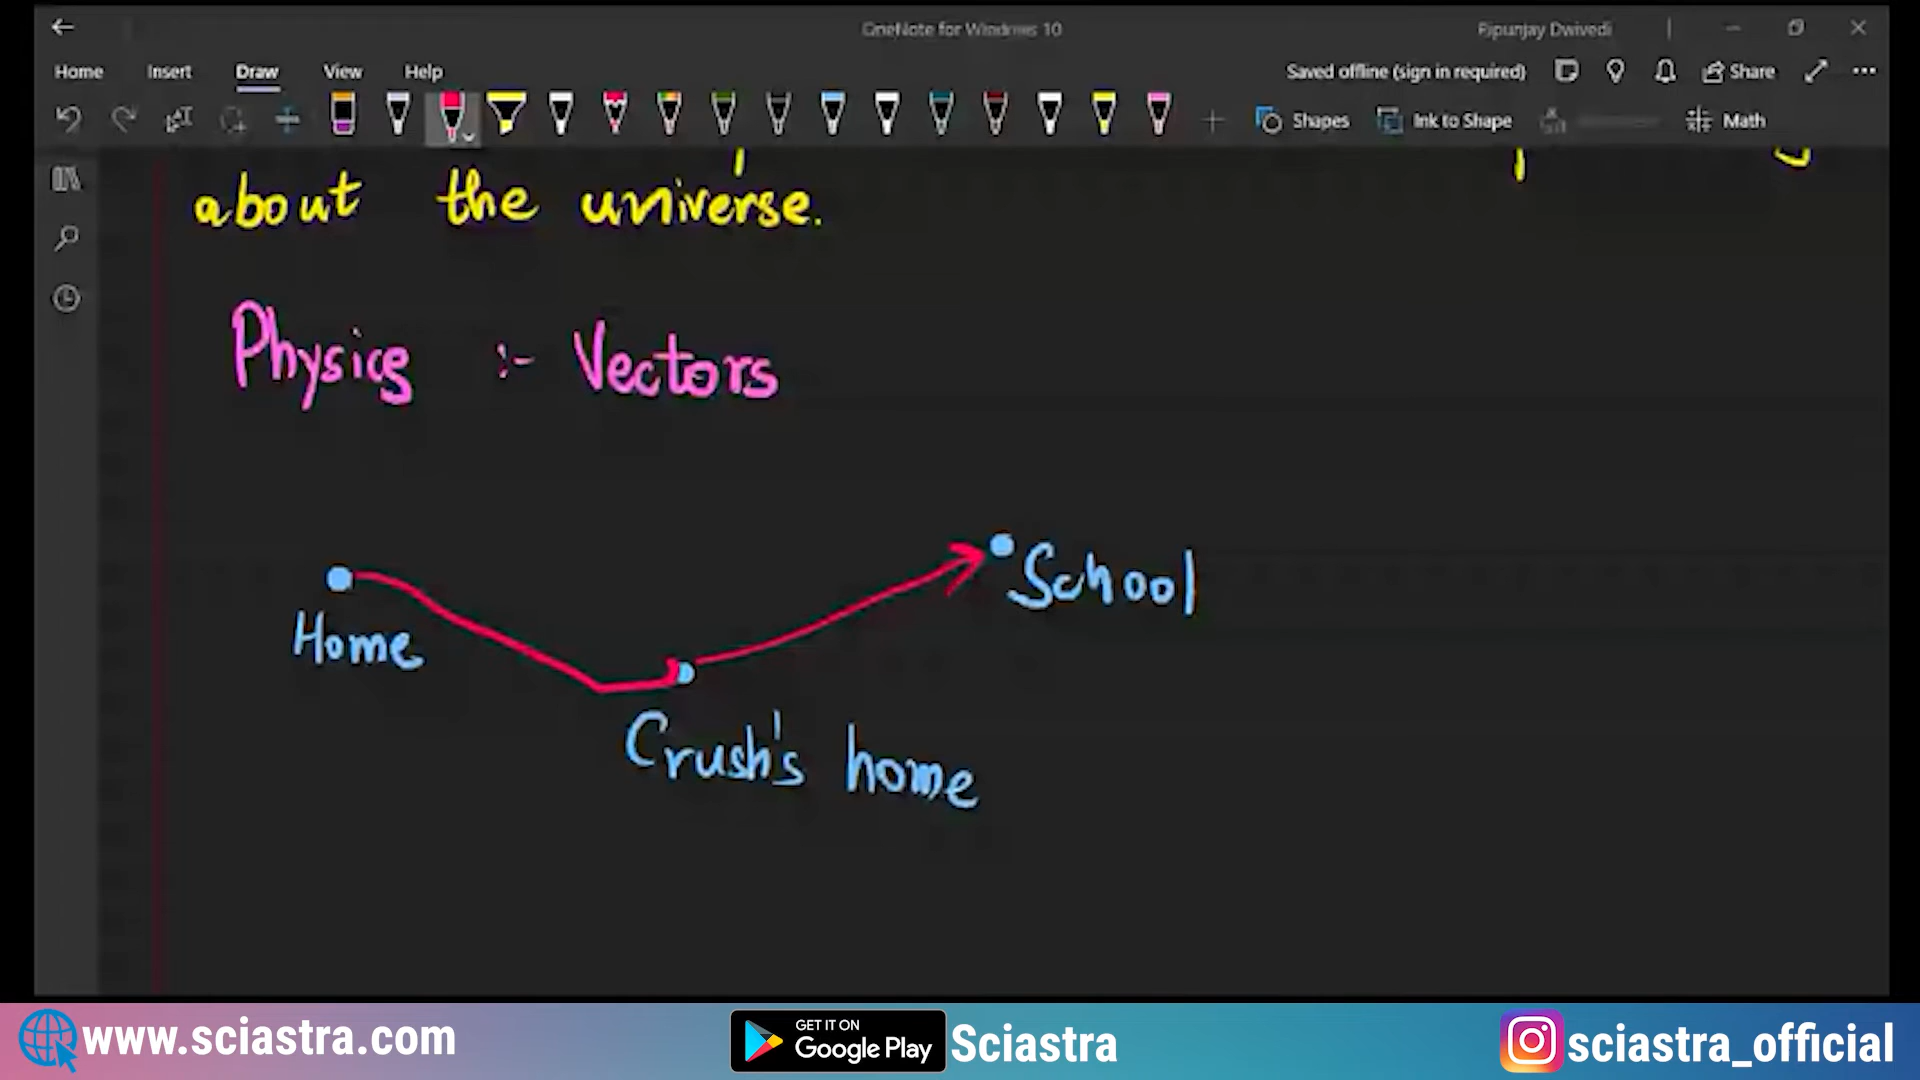 OneNote for Windows 10
Ripunjay Dwivedi
Home Insert Draw View Help
Saved offline (sign in required)
Share
Shapes Ink to Shape Math
about the universe.
Physics :- Vectors
School
Home
Crush's home
www.sciastra.com
GET IT ON
Google Play
Sciastra
sciastra_official